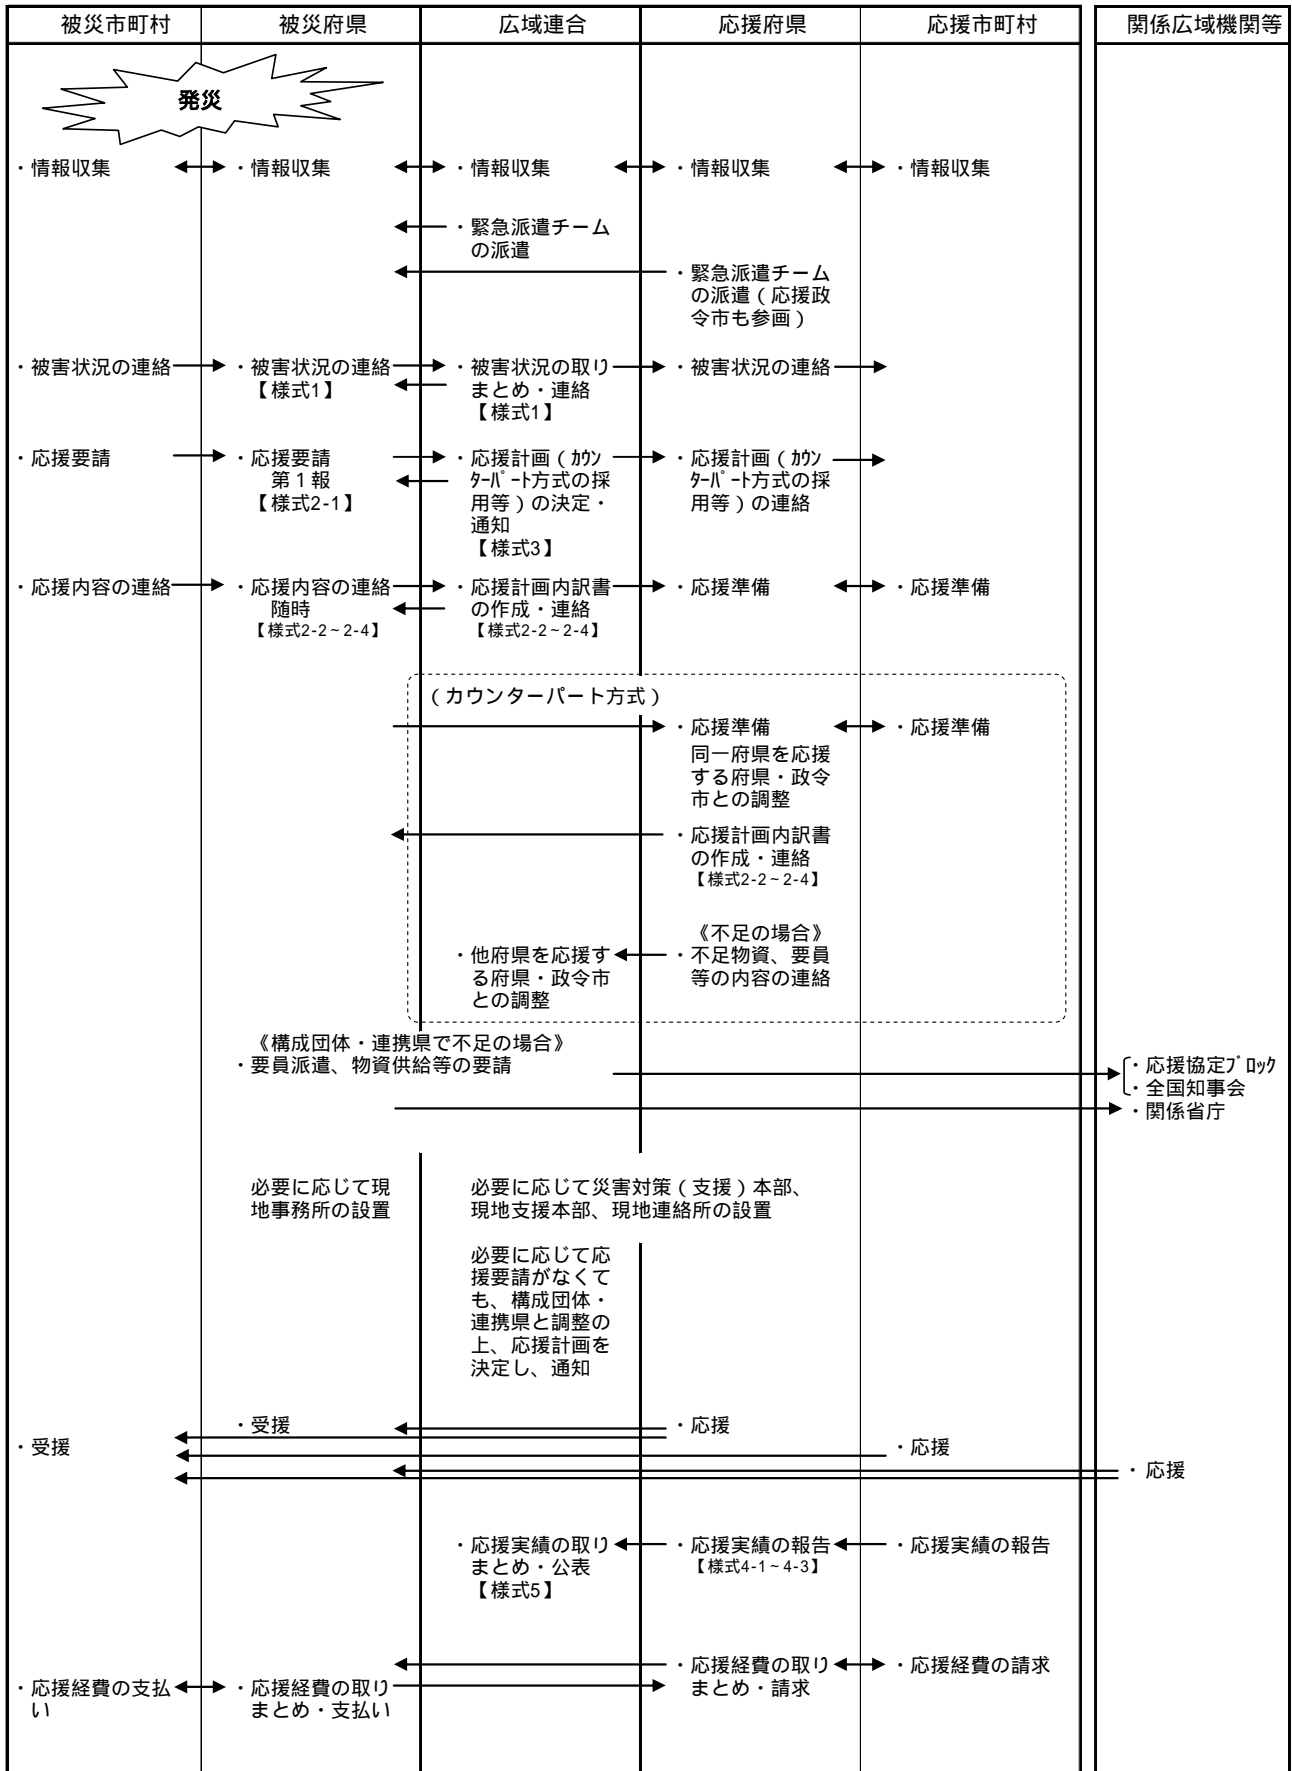 被災市町村 被災府県 広域連合 応援府県 応援市町村 関係広域機関等
発災
・情報収集 ・情報収集 ・情報収集 ・情報収集 ・情報収集
・緊急派遣チーム
の派遣
・緊急派遣チーム
の派遣（応援政
令市も参画）
・被害状況の連絡 ・被害状況の連絡 ・被害状況の取り ・被害状況の連絡
【様式1】 まとめ・連絡
【様式1】
・応援要請 ・応援要請 ・応援計画（ｶｳﾝ ・応援計画（ｶｳﾝ
第１報 ﾀｰﾊﾟｰﾄ方式の採 ﾀｰﾊﾟｰﾄ方式の採
【様式2-1】 用等）の決定・ 用等）の連絡
通知
【様式3】
・応援内容の連絡 ・応援内容の連絡 ・応援計画内訳書 ・応援準備 ・応援準備
随時 の作成・連絡
【様式2-2~2-4】 【様式2-2~2-4】
（カウンターパート方式）
・応援準備 ・応援準備
同一府県を応援
する府県・政令
市との調整
・応援計画内訳書
の作成・連絡
【様式2-2~2-4】
《不足の場合》
・他府県を応援す ・不足物資、要員
る府県・政令市 等の内容の連絡
との調整
《構成団体・連携県で不足の場合》
・要員派遣、物資供給等の要請 ・応援協定ﾌﾞﾛｯｸ
・全国知事会
・関係省庁
必要に応じて現 必要に応じて災害対策（支援）本部、
地事務所の設置 現地支援本部、現地連絡所の設置
必要に応じて応
援要請がなくて
も、構成団体・
連携県と調整の
上、応援計画を
決定し、通知
・受援 ・応援
・受援 ・応援
・応援
・応援実績の取り ・応援実績の報告 ・応援実績の報告
まとめ・公表 【様式4-1~4-3】
【様式5】
・応援経費の取り ・応援経費の請求
まとめ・請求
・応援経費の支払 ・応援経費の取り
い まとめ・支払い